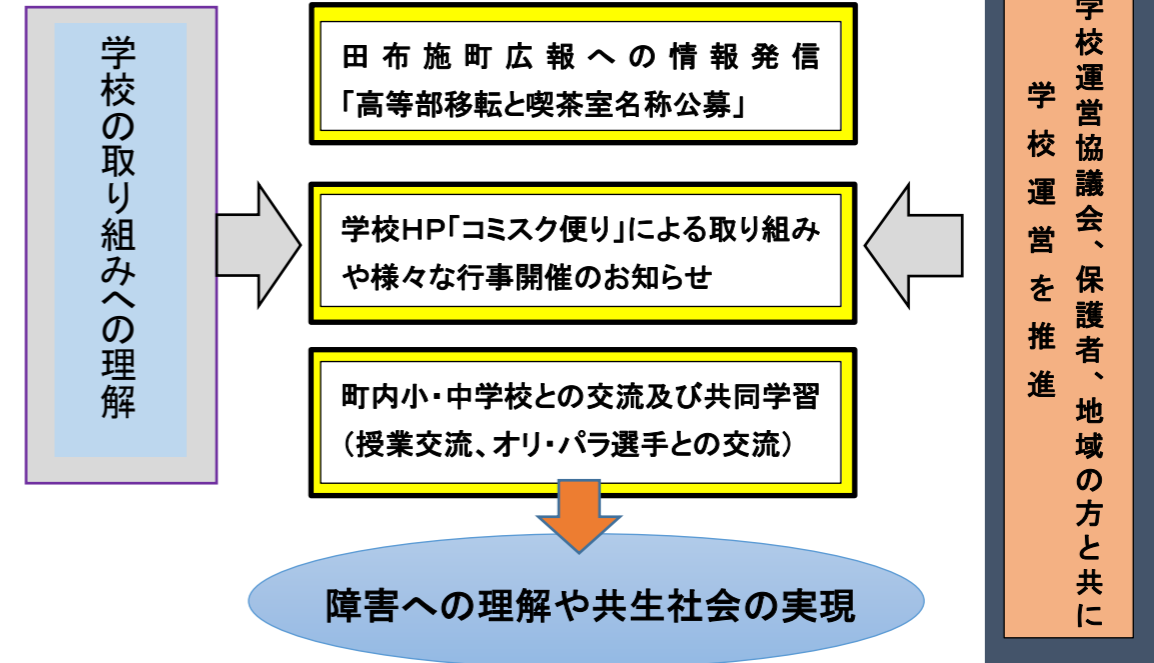 学校の取り組みへの理解
田布施町広報への情報発信
「高等部移転と喫茶室名称公募」
学校HP「コミスク便り」による取り組み
や様々な行事開催のお知らせ
町内小・中学校との交流及び共同学習
(授業交流、オリ・パラ選手との交流)
障害への理解や共生社会の実現
学校運営協議会、保護者、地域の方と共に
学校運営を推進